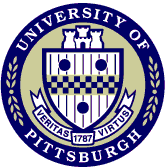 UNIVERSITY OF
PITTSBURGH
VERITAS 1787 VIRTUS